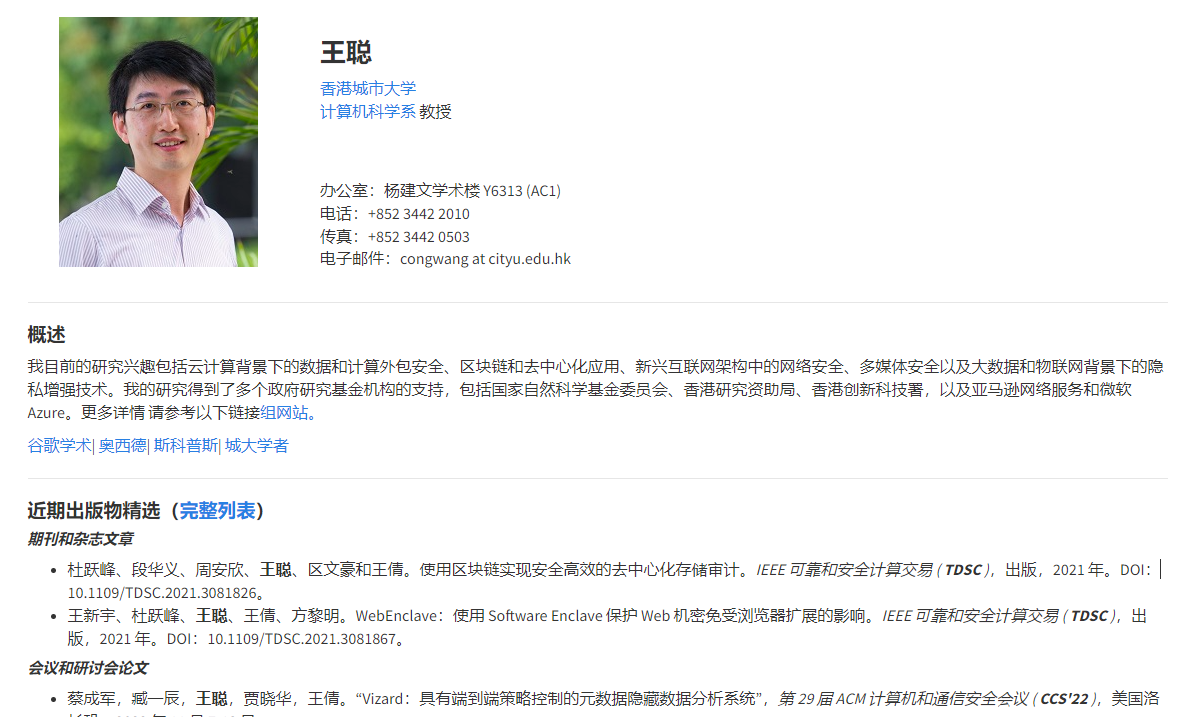 王聪
香港城市大学
计算机科学系 教授
办公室：杨建文学术楼 Y6313 (AC1)
电话：+852 3442 2010
传真：+852 3442 0503
电子邮件：congwang at cityu.edu.hk
概述
我目前的研究兴趣包括云计算背景下的数据和计算外包安全、区块链和去中心化应用、新兴互联网架构中的网络安全、多媒体安全以及大数据和物联网背景下的隐
私增强技术。我的研究得到了多个政府研究基金机构的支持，包括国家自然科学基金委员会、香港研究资助局、香港创新科技署，以及亚马逊网络服务和微软
Azure。更多详情 请参考以下链接组网站。
谷歌学术| 奥西德| 斯科普斯| 城大学者
近期出版物精选（完整列表）
期刊和杂志文章
杜跃峰、段华义、周安欣、王聪、区文豪和王倩。使用区块链实现安全高效的去中心化存储审计。IEEE 可靠和安全计算交易 ( TDSC )，出版，2021 年。DOI：
10.1109/TDSC.2021.3081826。
王新宇、杜跃峰、王聪、王倩、方黎明。WebEnclave：使用 Software Enclave 保护 Web 机密免受浏览器扩展的影响。IEEE 可靠和安全计算交易 ( TDSC )，出
版，2021 年。DOI：10.1109/TDSC.2021.3081867。
会议和研讨会论文
蔡成军，臧一辰，王聪，贾晓华，王倩。“Vizard：具有端到端策略控制的元数据隐藏数据分析系统”，第 29 届 ACM 计算机和通信安全会议 ( CCS'22 )，美国洛